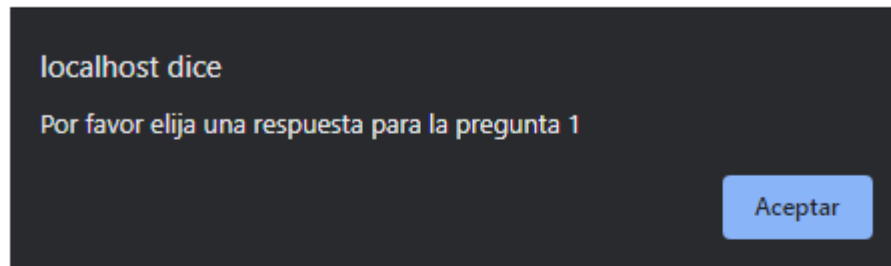 localhost dice
Por favor elija una respuesta para la pregunta 1
Aceptar